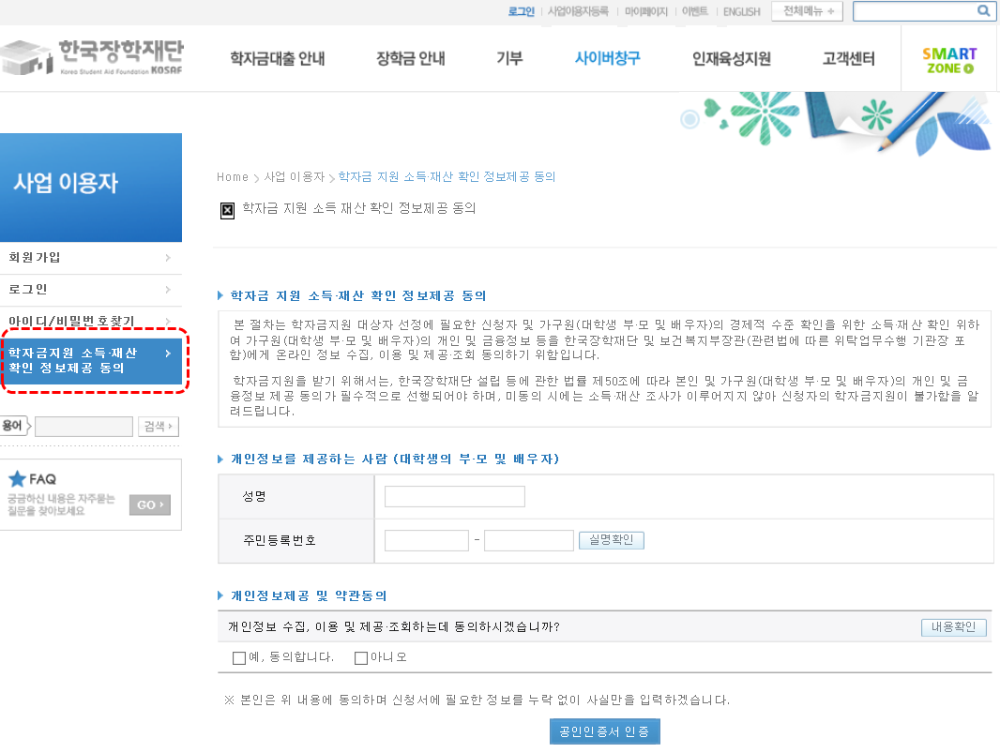 로그인 사업이용자등록 마이페이지 이벤트 ENGLISH 전체메뉴 +
한국장학재단
Korea Student Aid Foundation KOSAF
학자금대출 안내 장학금 안내 기부 사이버창구 인재육성지원 고객센터
SMART
ZONE
사업 이용자
회원가입
로그인
아이디/비밀번호찾기
학자금지원 소득·재산
확인 정보제공 동의
용어 검색
FAQ
궁금하신 내용은 자주묻는
질문을 찾아보세요
GO
Home > 사업 이용자 > 학자금 지원 소득·재산 확인 정보제공 동의
학자금 지원 소득 재산 확인 정보제공 동의
학자금 지원 소득·재산 확인 정보제공 동의
본 절차는 학자금지원 대상자 선정에 필요한 신청자 및 가구원(대학생 부·모 및 배우자)의 경제적 수준 확인을 위한 소득·재산 확인 위하
여 가구원(대학생 부·모 및 배우자)의 개인 및 금융정보 등을 한국장학재단 및 보건복지부장관(관련법에 따른 위탁업무수행 기관장 포
함)에게 온라인 정보 수집, 이용 및 제공·조회 동의하기 위함입니다.
학자금지원을 받기 위해서는, 한국장학재단 설립 등에 관한 법률 제50조에 따라 본인 및 가구원(대학생 부·모 및 배우자)의 개인 및 금
융정보 제공 동의가 필수적으로 선행되어야 하며, 미동의 시에는 소득·재산 조사가 이루어지지 않아 신청자의 학자금지원이 불가함을 알
려드립니다.
개인정보를 제공하는 사람 (대학생의 부·모 및 배우자)
성명
주민등록번호 - 실명확인
개인정보제공 및 약관동의
개인정보 수집, 이용 및 제공·조회하는데 동의하시겠습니까? 내용확인
예, 동의합니다. 아니오
※ 본인은 위 내용에 동의하며 신청서에 필요한 정보를 누락 없이 사실만을 입력하겠습니다.
공인인증서 인증